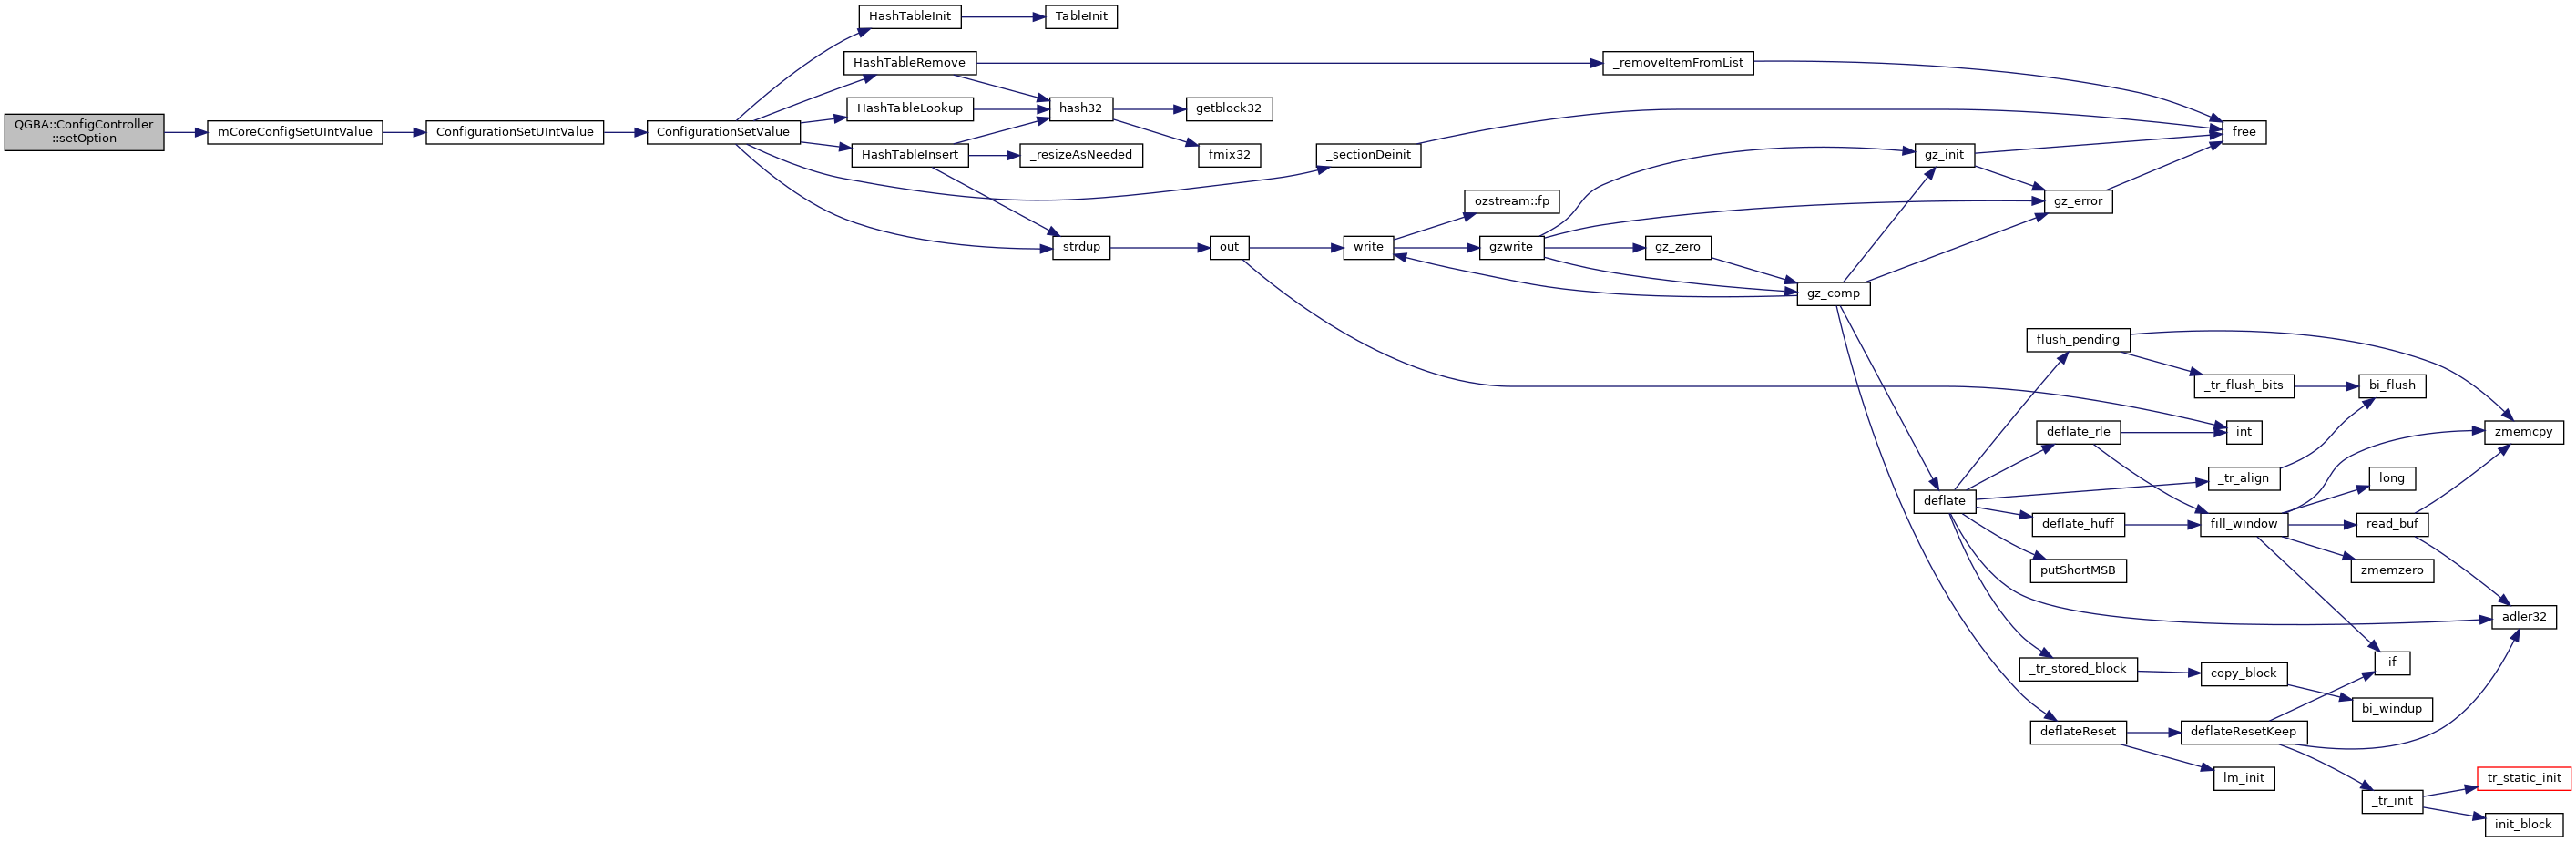 QGBA::ConfigController
::setOption
mCoreConfigSetUIntValue
ConfigurationSetUIntValue
ConfigurationSetValue
HashTableInit
TableInit
HashTableRemove
_removeItemFromList
HashTableLookup
hash32
getblock32
HashTableInsert
_resizeAsNeeded
fmix32
_sectionDeinit
free
gz_init
ozstream::fp
gz_error
strdup
out
write
gzwrite
gz_zero
gz_comp
flush_pending
_tr_flush_bits
bi_flush
deflate_rle
int
zmemcpy
_tr_align
long
deflate
deflate_huff
fill_window
read_buf
putShortMSB
zmemzero
adler32
_tr_stored_block
copy_block
if
bi_windup
deflateReset
deflateResetKeep
lm_init
tr_static_init
_tr_init
init_block